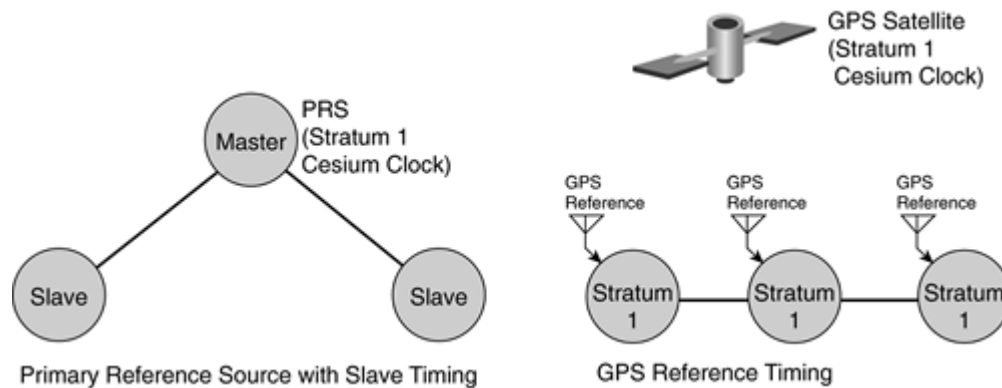 PRS
(Stratum 1
Cesium Clock)
Master
Slave
Slave
Primary Reference Source with Slave Timing
GPS Satellite
(Stratum 1
Cesium Clock)
GPS
Reference
GPS
Reference
GPS
Reference
Stratum
1
Stratum
1
Stratum
1
GPS Reference Timing